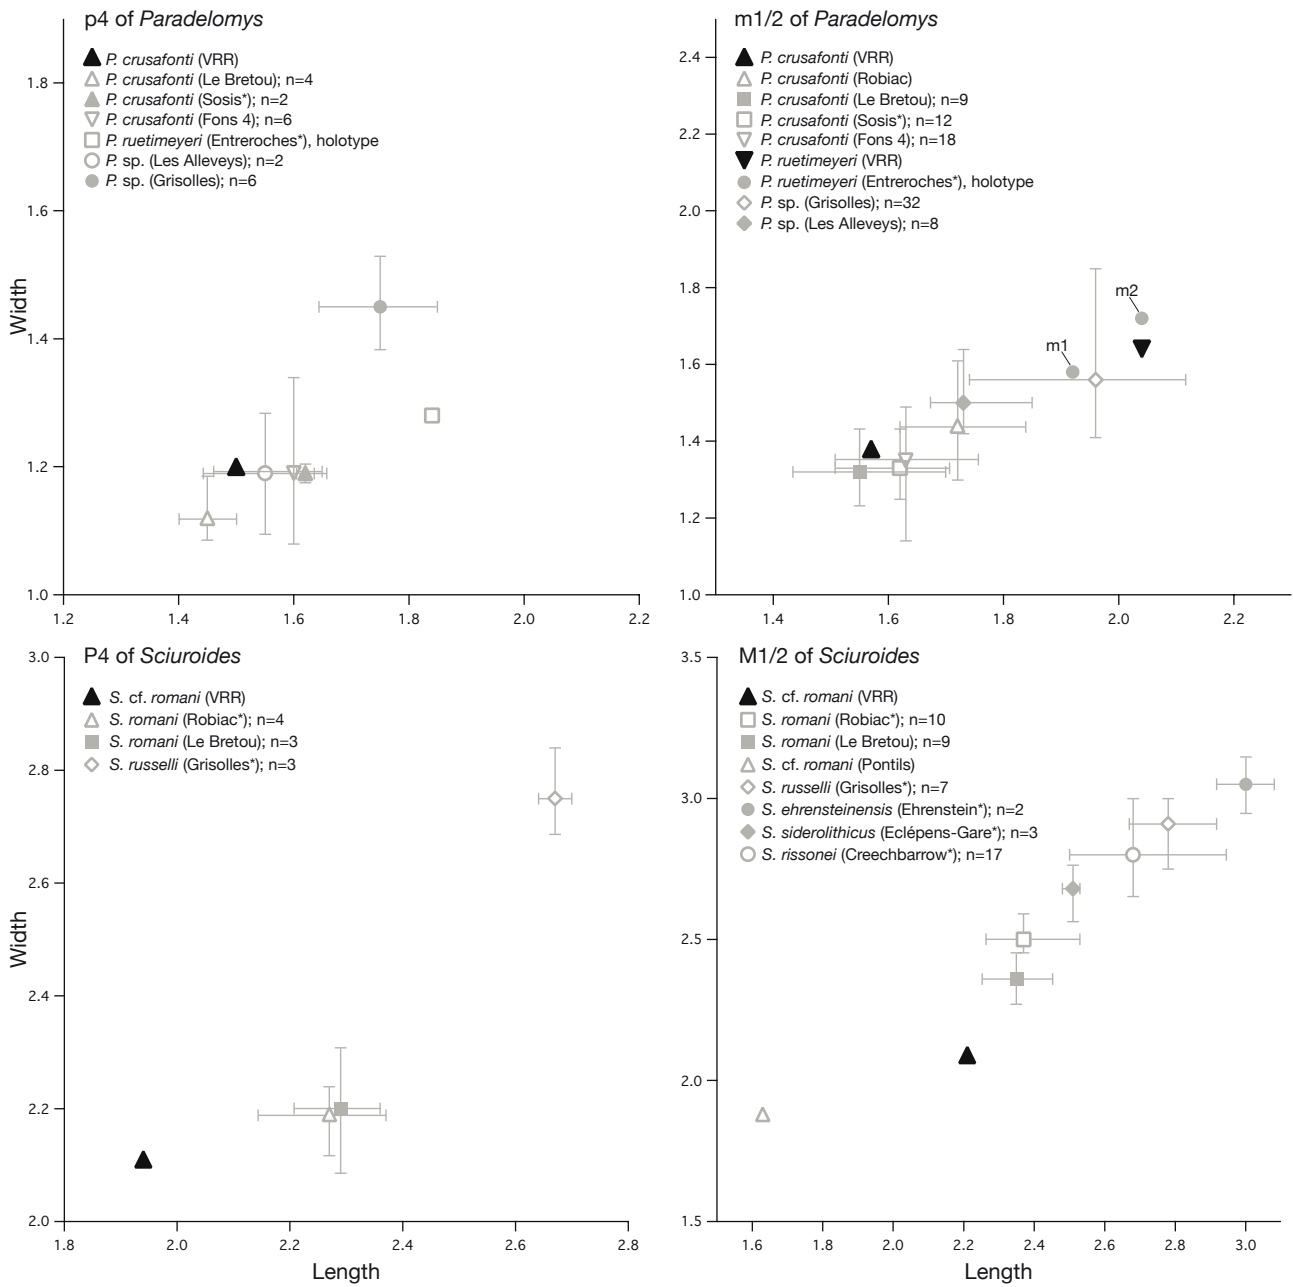 p4 of Paradelomys
P. crusafonti (VRR)
P. crusafonti (Le Bretou); n=4
P. crusafonti (Sosis*); n=2
P. crusafonti (Fons 4); n=6
P. ruetimeyeri (Entreroches*), holotype
P. sp. (Les Alleveys); n=2
P. sp. (Grisolles); n=6
1.8
1.6
1.4
1.2
1.0
Width
1.2 1.4 1.6 1.8 2.0 2.2
m1/2 of Paradelomys
P. crusafonti (VRR)
P. crusafonti (Robiac)
P. crusafonti (Le Bretou); n=9
P. crusafonti (Sosis*); n=12
P. crusafonti (Fons 4); n=18
P. ruetimeyeri (VRR)
P. ruetimeyeri (Entreroches*), holotype
P. sp. (Grisolles); n=32
P. sp. (Les Alleveys); n=8
m2
m1
2.4
2.2
2.0
1.8
1.6
1.4
1.2
1.0
1.4 1.6 1.8 2.0 2.2
P4 of Sciuroides
S. cf. romani (VRR)
S. romani (Robiac*); n=4
S. romani (Le Bretou); n=3
S. russelli (Grisolles*); n=3
3.0
2.8
2.6
2.4
2.2
2.0
Width
1.8 2.0 2.2 2.4 2.6 2.8
Length
M1/2 of Sciuroides
S. cf. romani (VRR)
S. romani (Robiac*); n=10
S. romani (Le Bretou); n=9
S. cf. romani (Pontils)
S. russelli (Grisolles*); n=7
S. ehrensteinensis (Ehrenstein*); n=2
S. siderolithicus (Eclépens-Gare*); n=3
S. rissonei (Creechbarrow*); n=17
3.5
3.0
2.5
2.0
1.5
1.6 1.8 2.0 2.2 2.4 2.6 2.8 3.0
Length